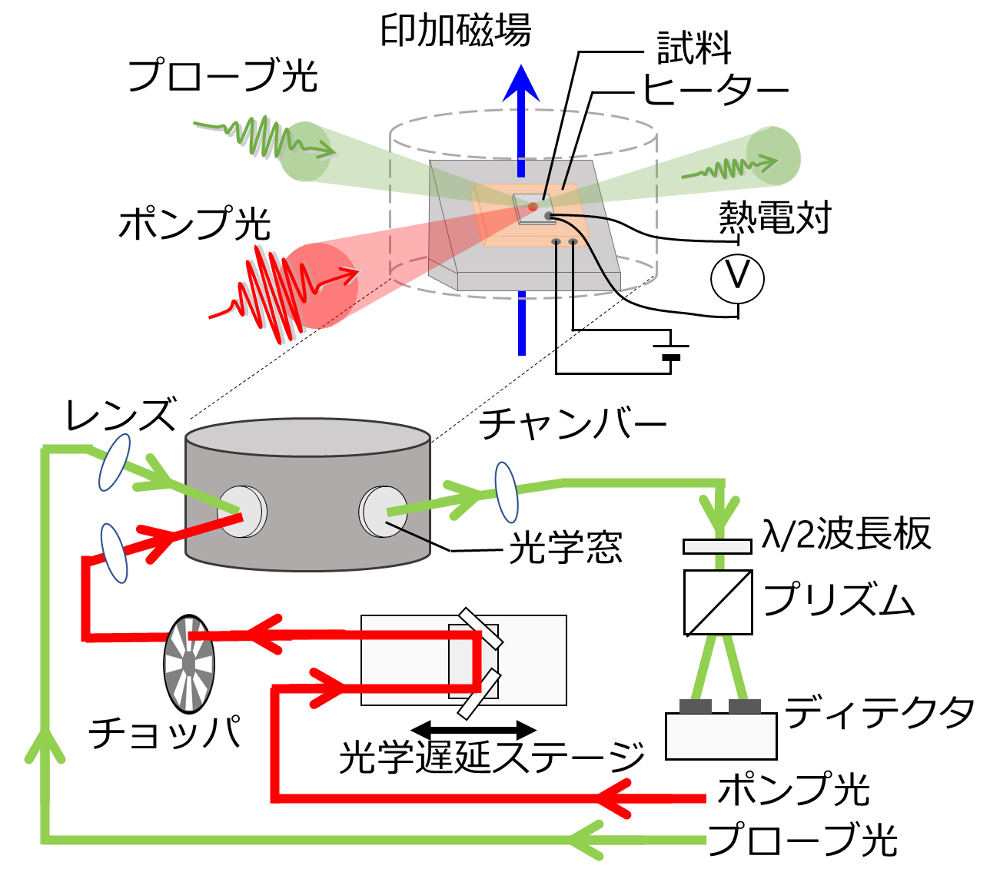 印加磁場
試料
プローブ光
ヒーター
ポンプ光
熱電対
V
レンズ
チャンバー
光学窓
λ/2波長板
プリズム
チョッパ
ディテクタ
光学遅延ステージ
ポンプ光
プローブ光